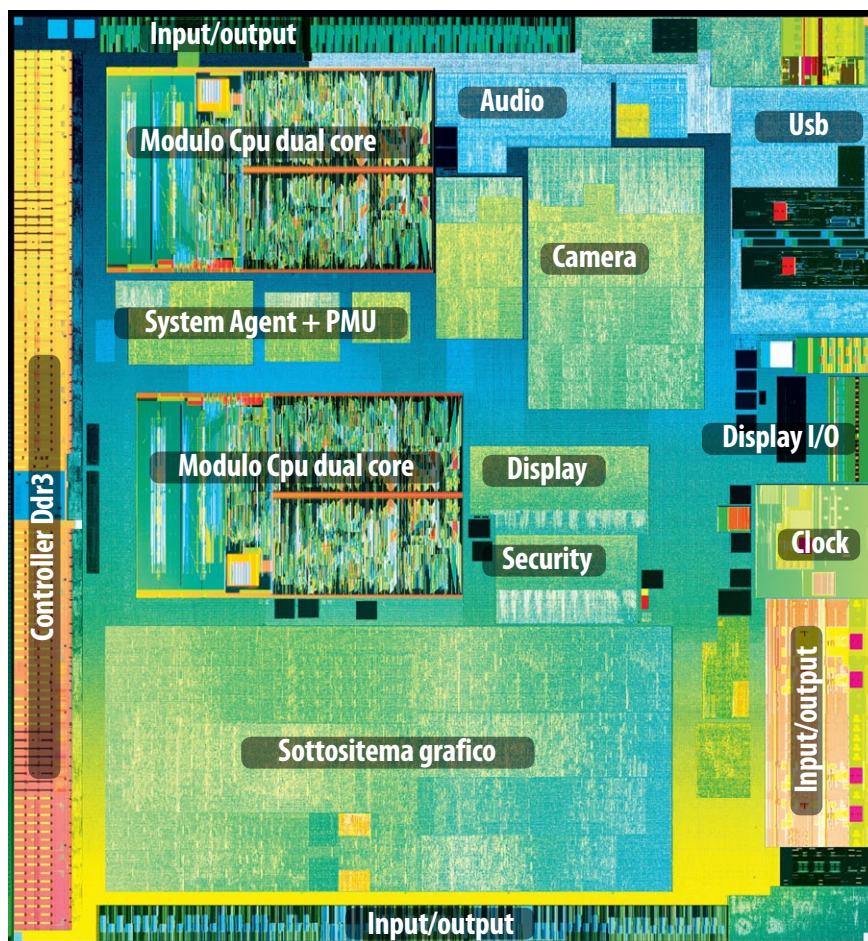 Input/output
Audio
Modulo Cpu dual core
Usb
Camera
System Agent + PMU
Controller Ddr3
Modulo Cpu dual core
Display I/O
Display
Clock
Security
Input/output
Sottositema grafico
Input/output